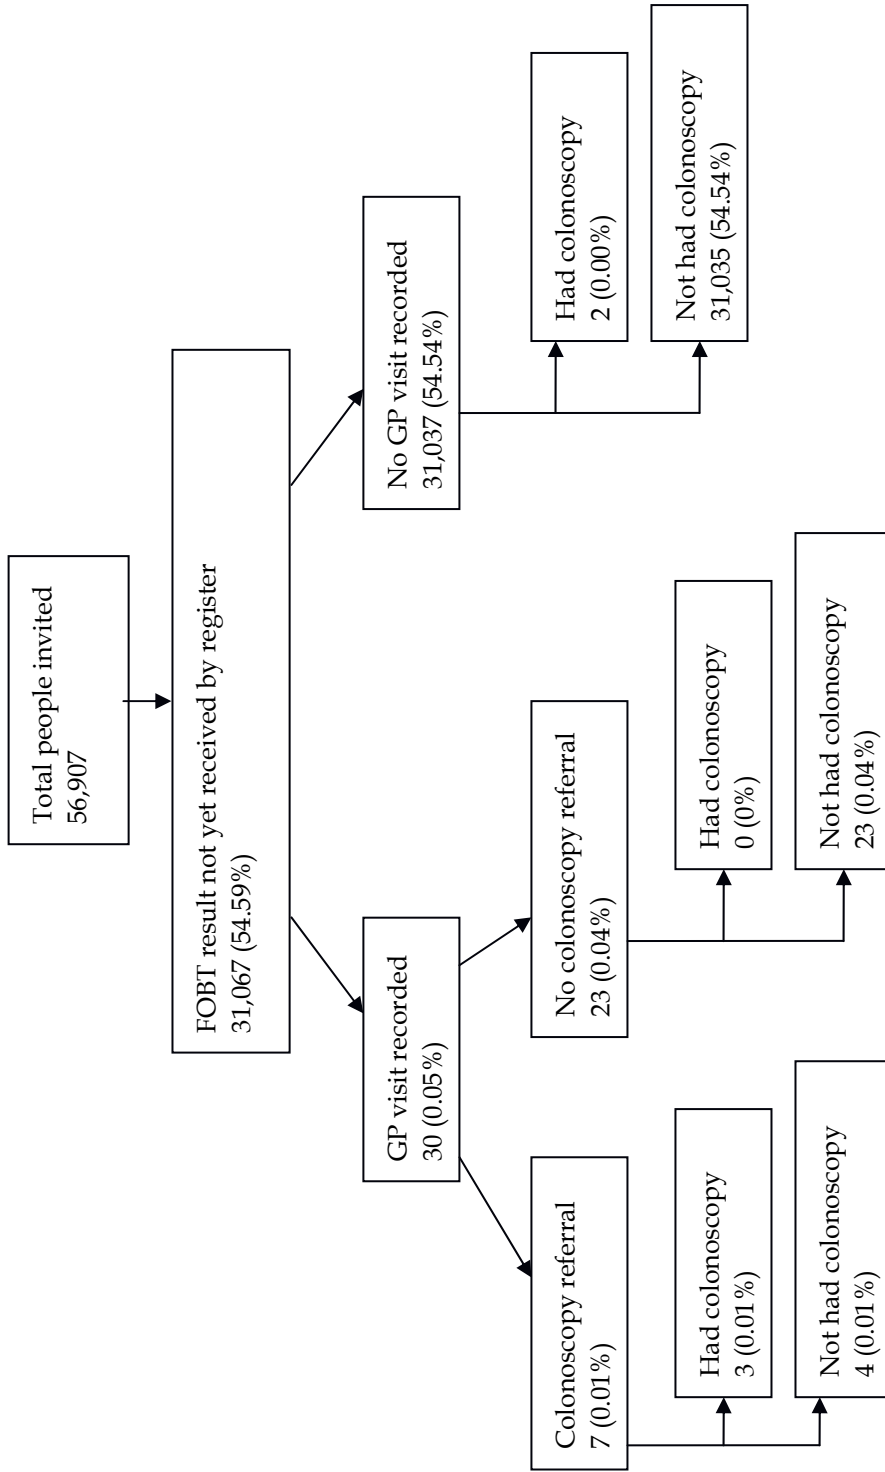 Total people invited
56,907
FOBT result not yet received by register
31,067 (54.59%)
GP visit recorded
30 (0.05%)
No GP visit recorded
31,037 (54.54%)
Colonoscopy referral
7 (0.01%)
No colonoscopy referral
23 (0.04%)
Had colonoscopy
2 (0.00%)
Not had colonoscopy
31,035 (54.54%)
Had colonoscopy
3 (0.01%)
Not had colonoscopy
4 (0.01%)
Had colonoscopy
0 (0%)
Not had colonoscopy
23 (0.04%)